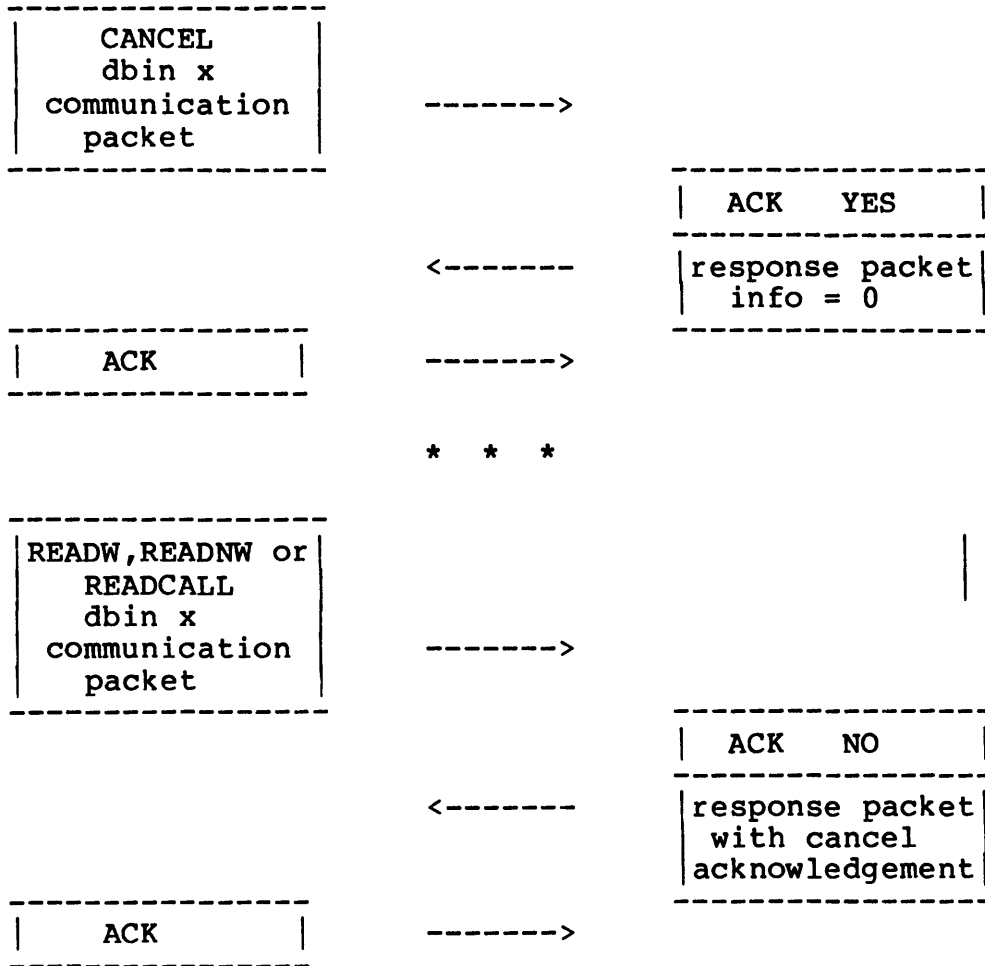 CANCEL
dbin x
communication
packet
------->
ACK YES
<-------
response packet
info = 0
ACK
------->
* * *
READW,READNW or
READCALL
dbin x
communication
packet
------->
ACK NO
<-------
response packet
with cancel
acknowledgement
ACK
------->